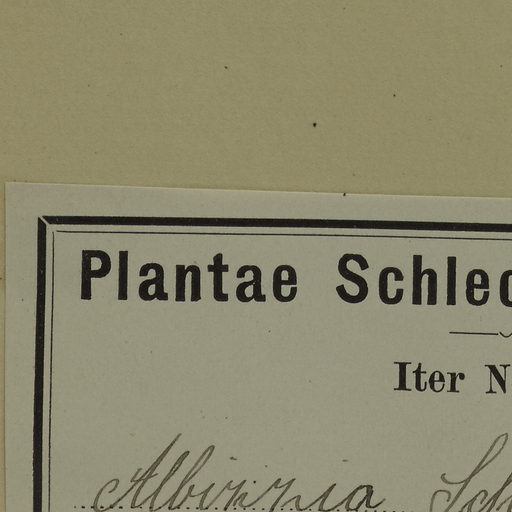 Plantae Schlec
Iter N
Albizzia Sch